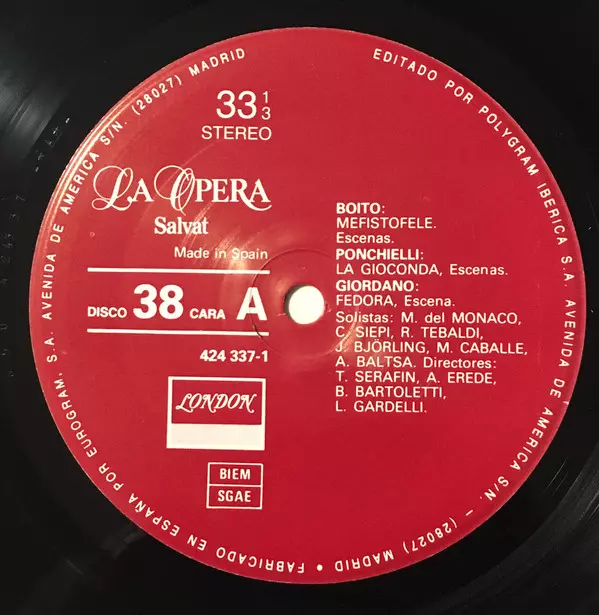 EDITADO POR POLYGRAM IBERICA S.A. AVENIDA DE AMERICA S/N. – (28027) MADRID • FABRICADO EN ESPAÑA POR EUROGRAM, S.A. AVENIDA DE AMERICA S/N. (28027) MADRID
33 1/3
STEREO
LA OPERA
Salvat
Made in Spain
DISCO 38 CARA A
424 337-1
LONDON
BIEM
SGAE
BOITO:
MEFISTOFELE.
Escenas.
PONCHIELLI:
LA GIOCONDA, Escenas.
GIORDANO:
FEDORA, Escena.
Solistas: M. del MONACO,
C. SIEPI, R. TEBALDI,
J. BJÖRLING, M. CABALLE,
A. BALTSA. Directores:
T. SERAFIN, A. EREDE,
B. BARTOLETTI,
L. GARDELLI.